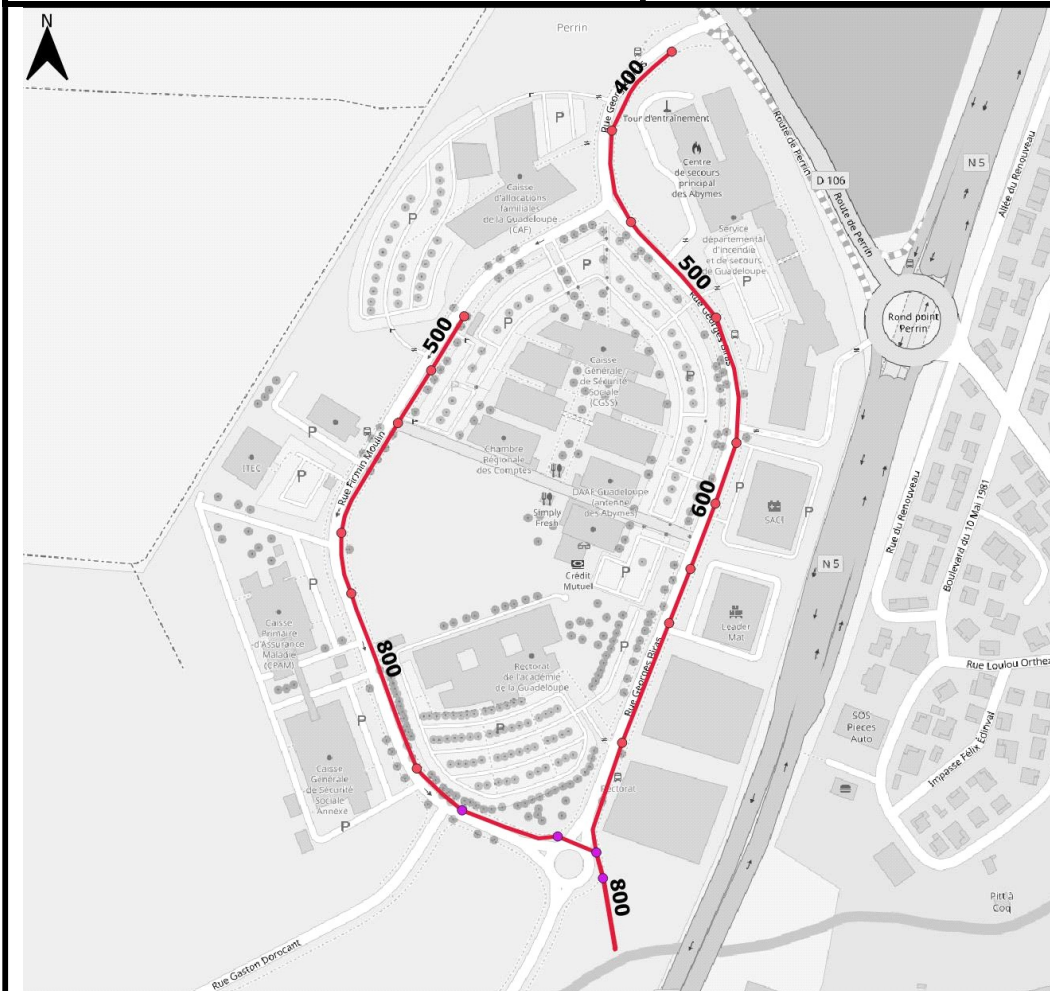 N
Perrin
400
Rue Geor
P
Tour d'entraînement
Centre
de secours
principal
des Abymes
Route de Perrin
N 5
Allée du Renouveau
D 106
Route de Perrin
Caisse
d'allocations
familiales
de la Guadeloupe
(CAF)
P
Service
départemental
d'incendie
et de secours
de Guadeloupe
P
500
P
Rue Georges Biras
Rond point
Perrin
500
P
Caisse
Générale
de Sécurité
Sociale
(CGSS)
P
P
ITEC
P
Rue Firmin Moulin
Chambre
Régionale
des Comptes
DAAF Guadeloupe
(antenne
des Abymes)
Simply
Fresh
600
P
SACI
P
Rue du Renouveau
Boulevard du 10 Mai 1981
N 5
Crédit
Mutuel
P
P
Caisse
Primaire
d'Assurance
Maladie
(CPAM)
Leader
Mat
800
Rectorat
de l'académie
de la Guadeloupe
P
Rue Georges Biras
Rue Loulou Orthea
P
P
SOS
Pieces
Auto
Impasse Félix Edinval
Caisse
Générale
de Sécurité
Sociale
Annexe
P
Rectorat
800
Pitt'à
Coq
Rue Gaston Dorocant